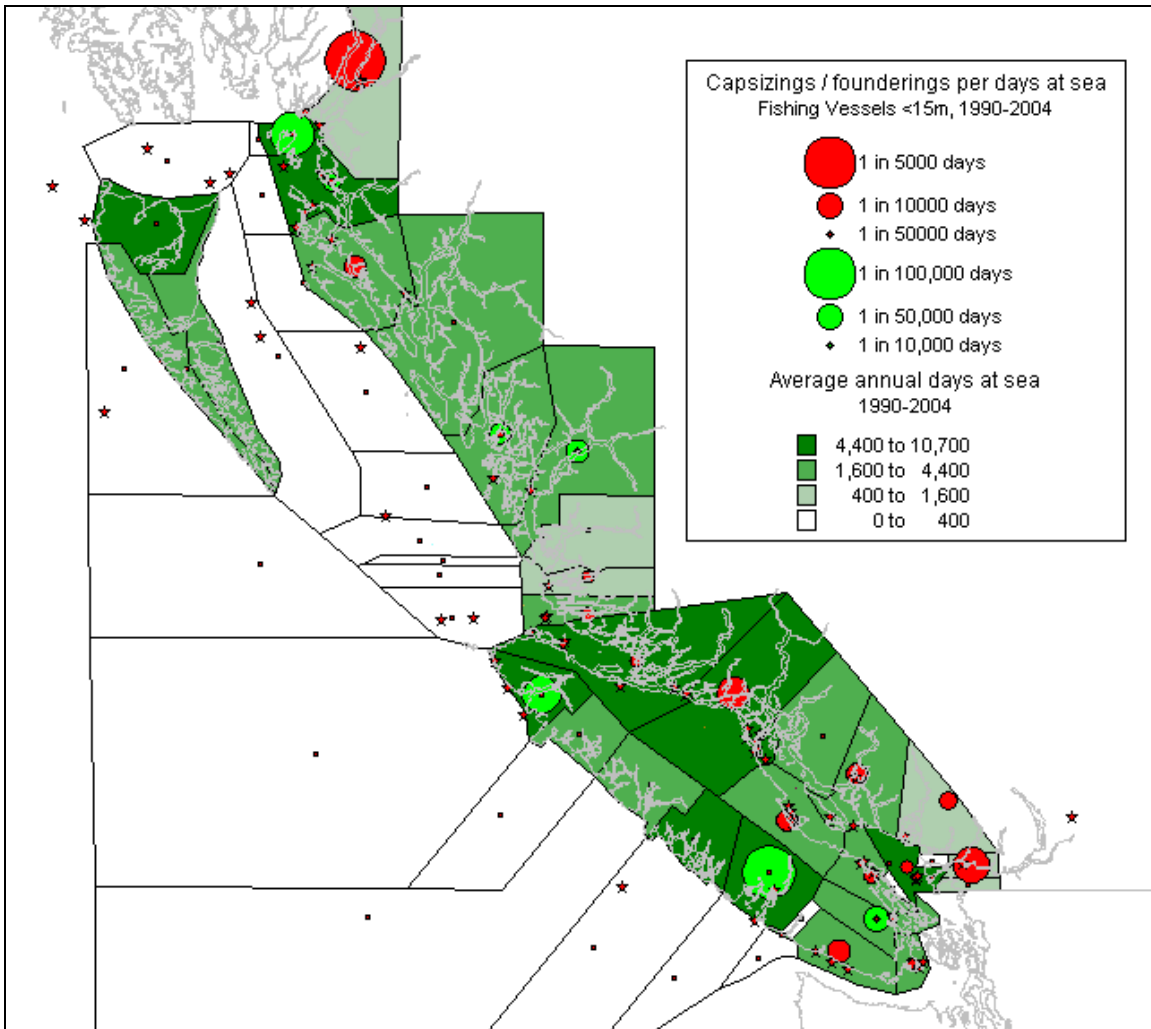 Capsizings / founderings per days at sea
Fishing Vessels <15m, 1990-2004
1 in 5000 days
1 in 10000 days
1 in 50000 days
1 in 100,000 days
1 in 50,000 days
1 in 10,000 days
Average annual days at sea
1990-2004
4,400 to 10,700
1,600 to 4,400
400 to 1,600
0 to 400